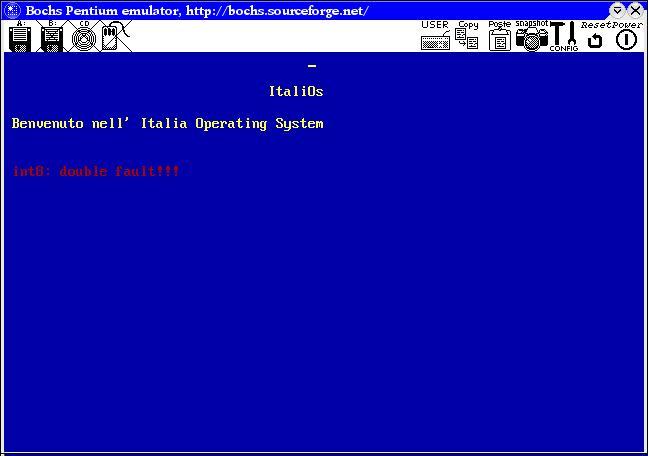 Bochs Pentium emulator, http://bochs.sourceforge.net/
A: B: CD USER Copy Paste snapshot CONFIG Reset Power
ItaliOs
Benvenuto nell' Italia Operating System
int8: double fault!!!